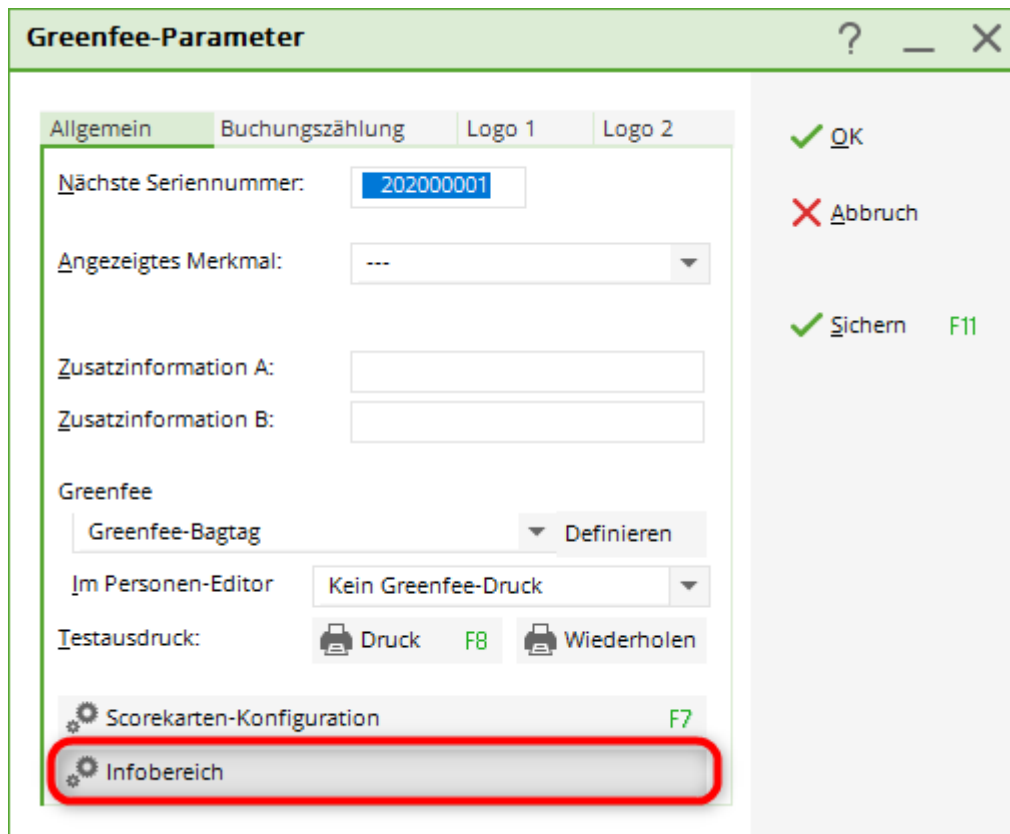 Greenfee-Parameter ?
Allgemein Buchungszählung Logo 1 Logo 2
Nächste Seriennummer: 202000001
Angezeigtes Merkmal: ---
Zusatzinformation A:
Zusatzinformation B:
Greenfee
Greenfee-Bagtag Definieren
Im Personen-Editor Kein Greenfee-Druck
Testausdruck: Druck F8 Wiederholen
Scorekarten-Konfiguration F7
Infobereich
OK
Abbruch
Sichern F11